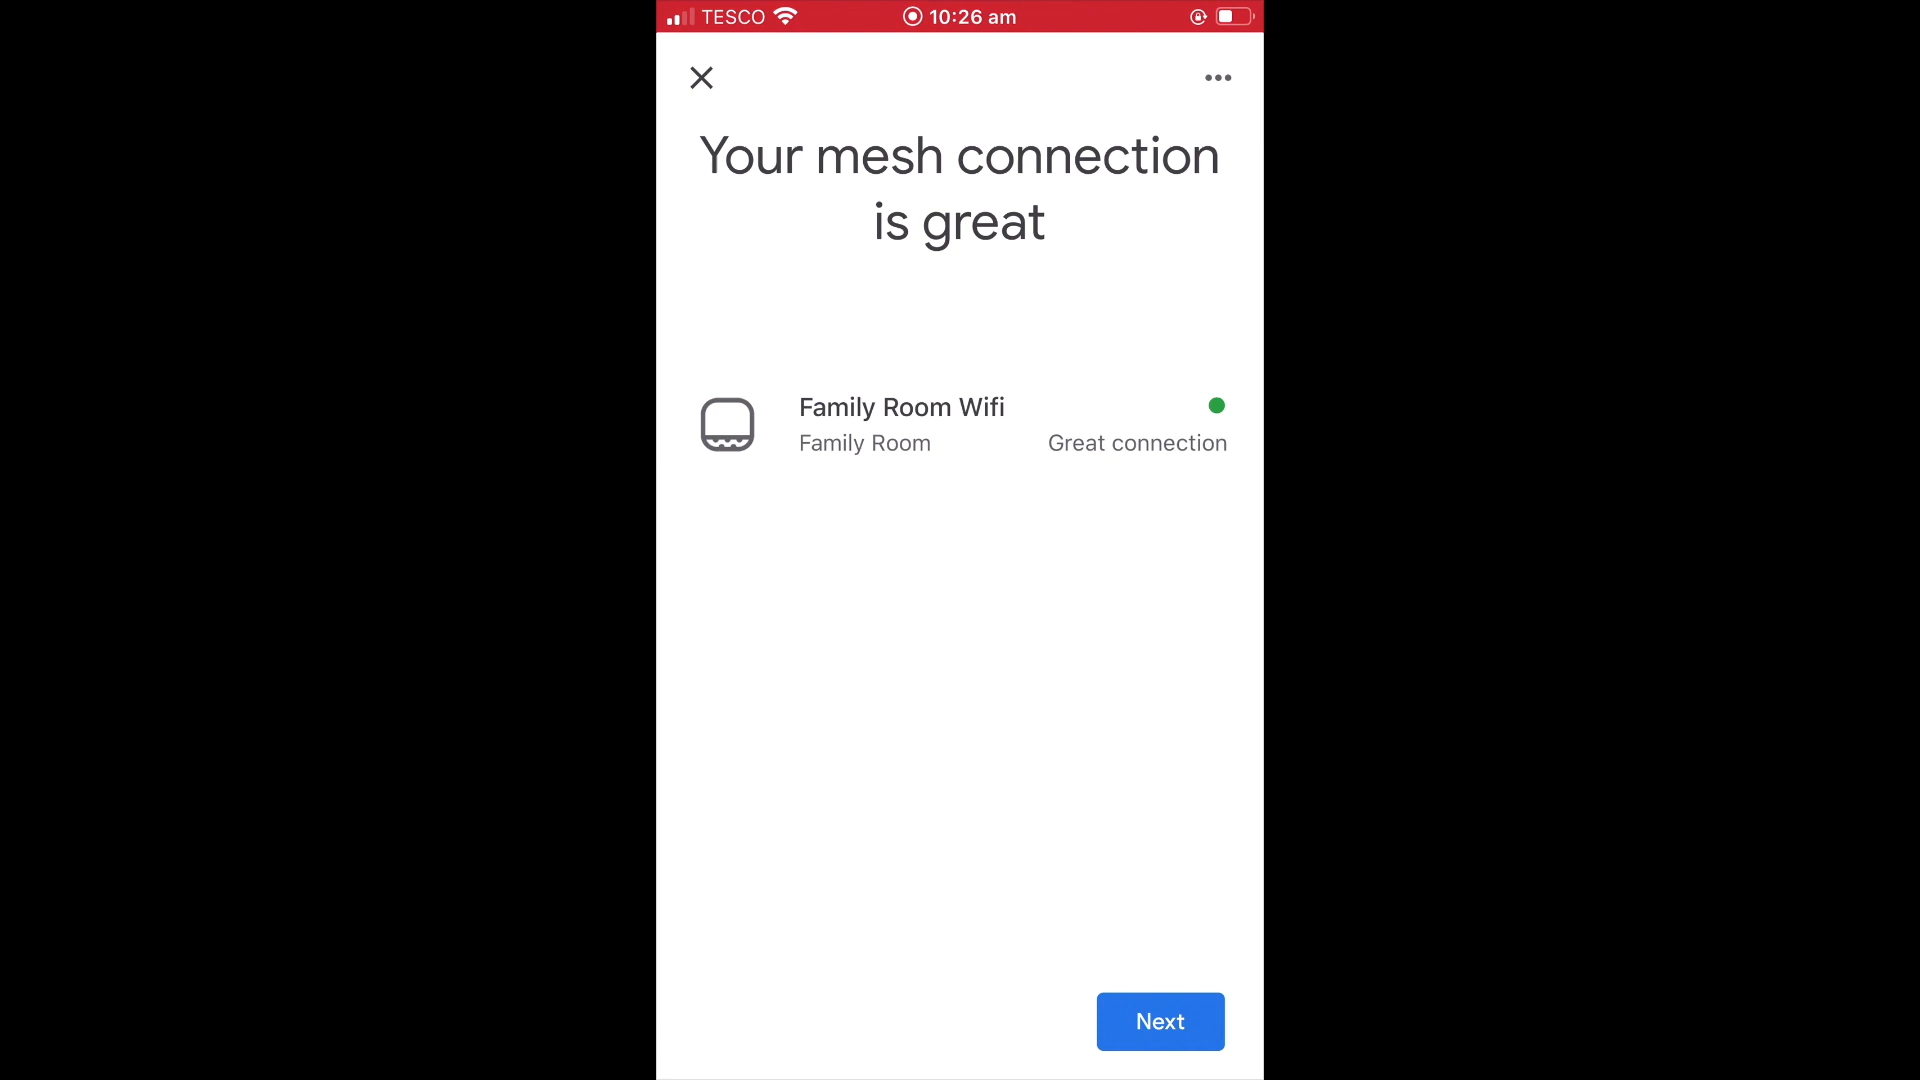 TESCO 10:26 am
Your mesh connection
is great
Family Room Wifi
Family Room Great connection
Next